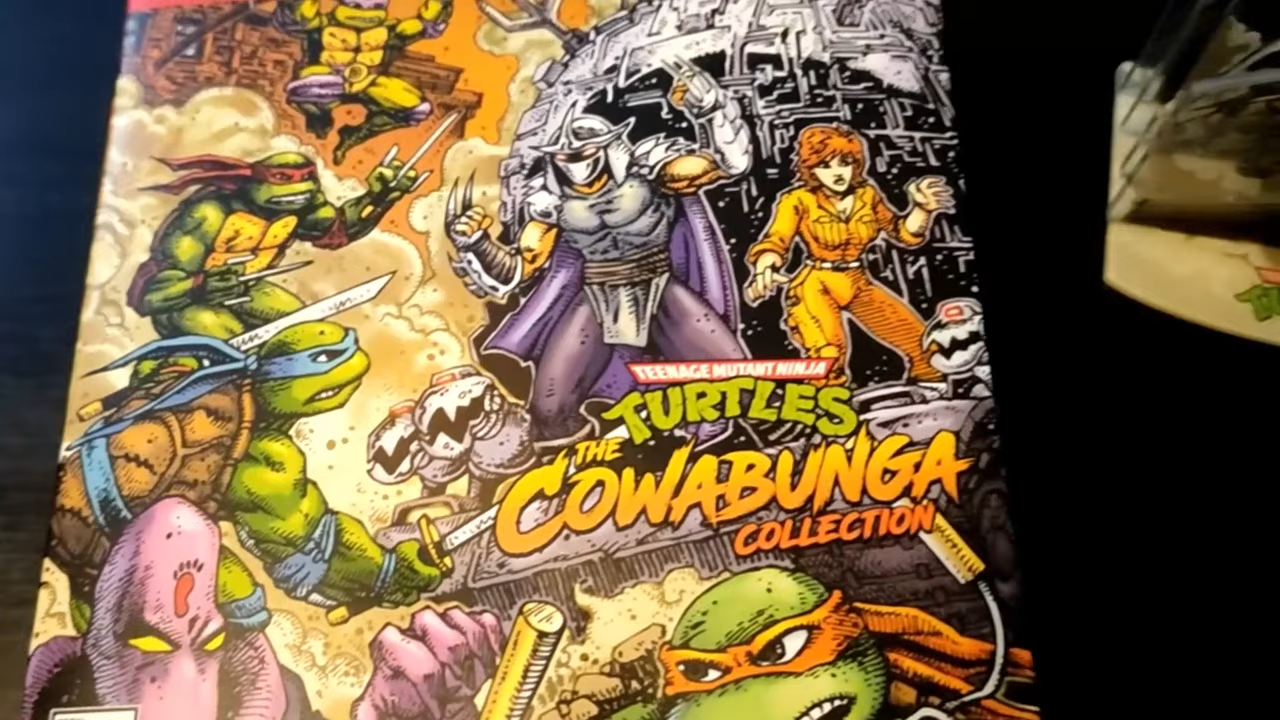 TEENAGE MUTANT NINJA
TURTLES
THE
COWABUNGA
COLLECTION